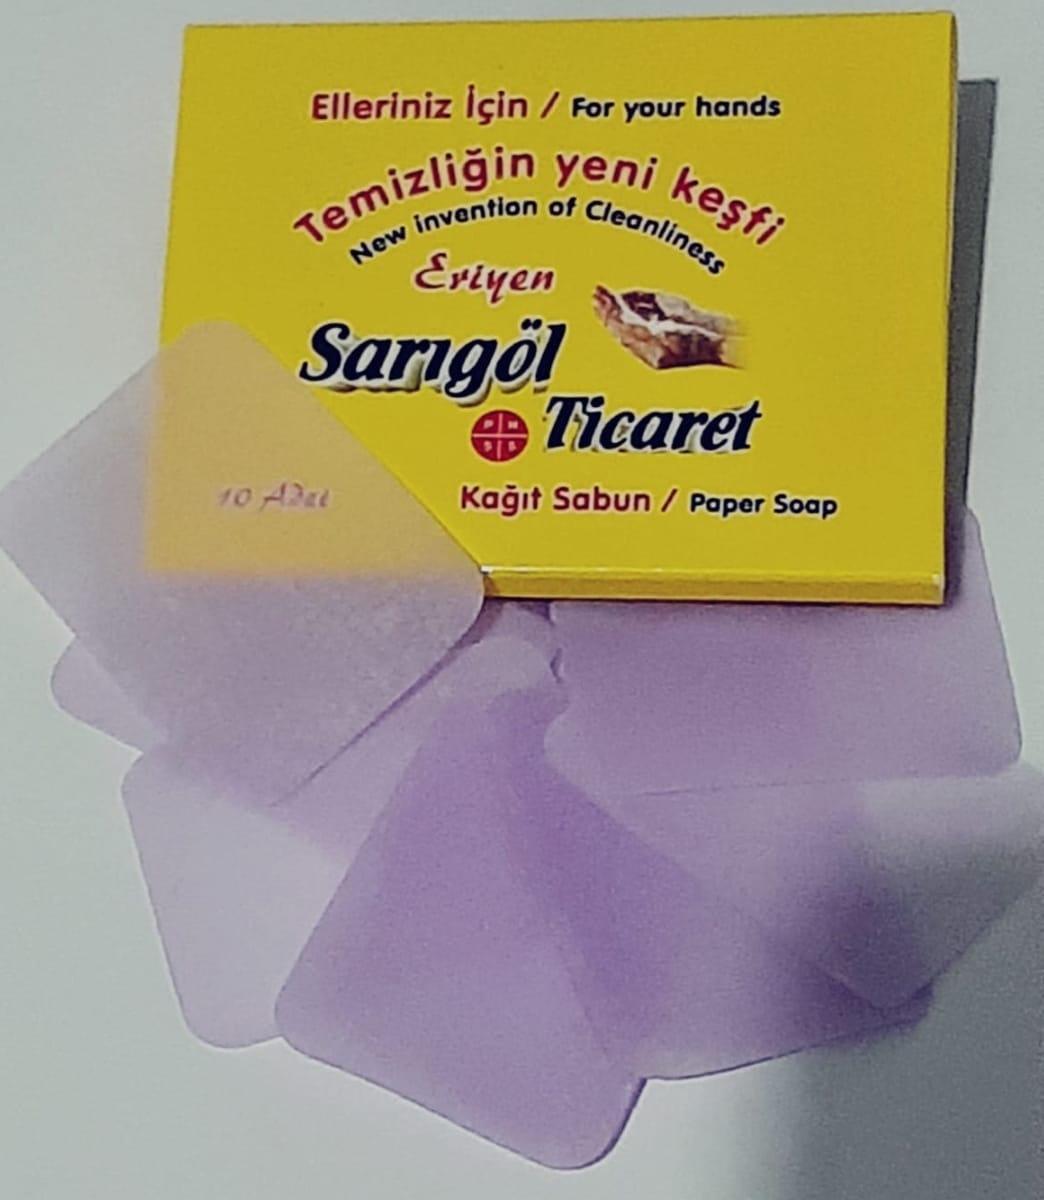 Elleriniz İçin / For your hands
Temizliğin yeni keşfi
New invention of Cleanliness
Eriyen
Sarıgöl
Ticaret
10 Adet
Kağıt Sabun / Paper Soap